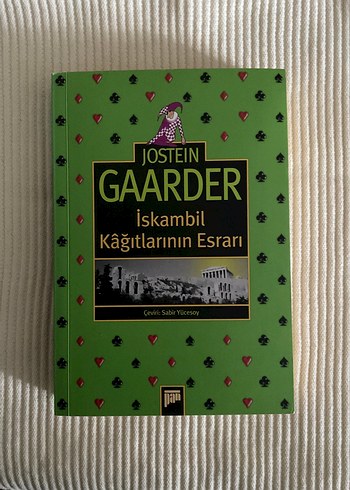 JOSTEIN
GAARDER
İskambil
Kâğıtlarının Esrarı
Çeviri: Sabir Yücesoy
pan